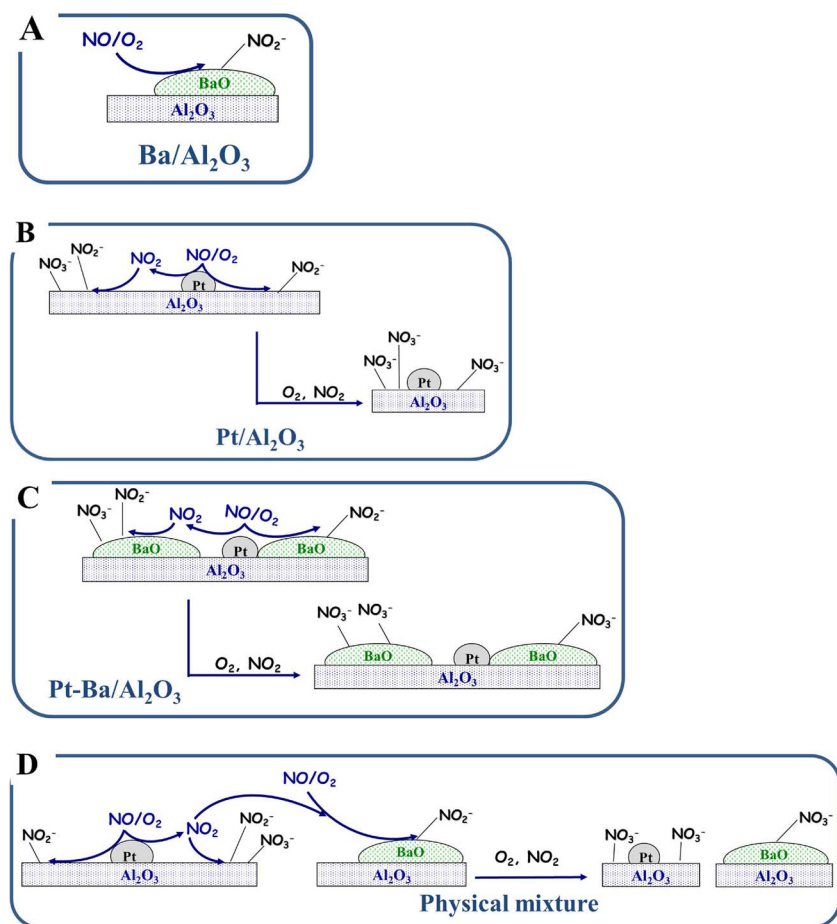 A
NO/O₂
NO₂⁻
BaO
Al₂O₃
Ba/Al₂O₃
B
NO₃⁻
NO₂⁻
NO₂
NO/O₂
NO₂⁻
Pt
Al₂O₃
O₂, NO₂
NO₃⁻
NO₃⁻
NO₃⁻
Pt
Al₂O₃
Pt/Al₂O₃
C
NO₃⁻
NO₂⁻
NO₂
NO/O₂
NO₂⁻
BaO
Pt
BaO
Al₂O₃
O₂, NO₂
NO₃⁻
NO₃⁻
NO₃⁻
BaO
Pt
BaO
Al₂O₃
Pt-Ba/Al₂O₃
D
NO/O₂
NO₂⁻
NO/O₂
NO₂
NO₂⁻
NO₃⁻
Pt
Al₂O₃
NO₂⁻
BaO
Al₂O₃
O₂, NO₂
NO₃⁻
NO₃⁻
Pt
Al₂O₃
NO₃⁻
BaO
Al₂O₃
Physical mixture